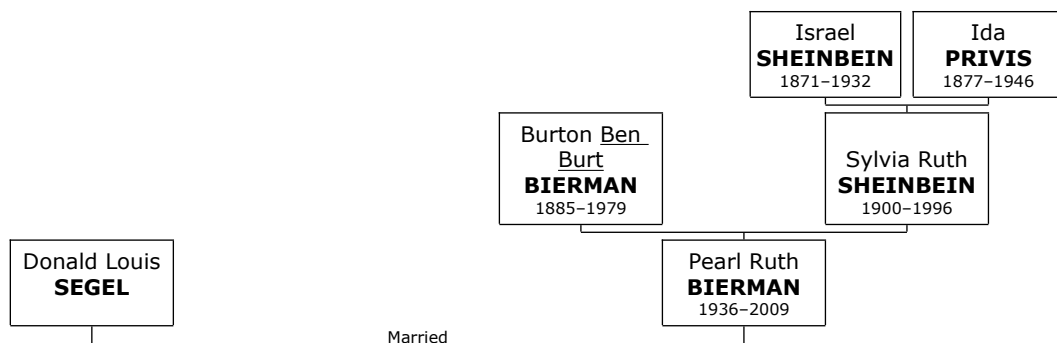 Israel
SHEINBEIN
1871–1932
Ida
PRIVIS
1877–1946
Burton Ben
Burt
BIERMAN
1885–1979
Sylvia Ruth
SHEINBEIN
1900–1996
Donald Louis
SEGEL
Pearl Ruth
BIERMAN
1936–2009
Married